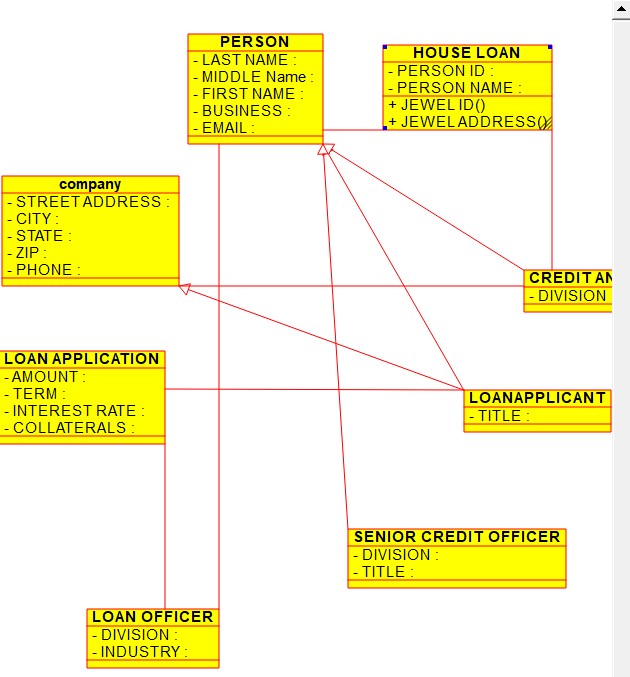 PERSON
- LAST NAME :
- MIDDLE Name :
- FIRST NAME :
- BUSINESS :
- EMAIL :
HOUSE LOAN
- PERSON ID :
- PERSON NAME :
+ JEWEL ID()
+ JEWEL ADDRESS()
company
- STREET ADDRESS :
- CITY :
- STATE :
- ZIP :
- PHONE :
CREDIT AN
- DIVISION
LOAN APPLICATION
- AMOUNT :
- TERM :
- INTEREST RATE :
- COLLATERALS :
LOANAPPLICANT
- TITLE :
SENIOR CREDIT OFFICER
- DIVISION :
- TITLE :
LOAN OFFICER
- DIVISION :
- INDUSTRY :